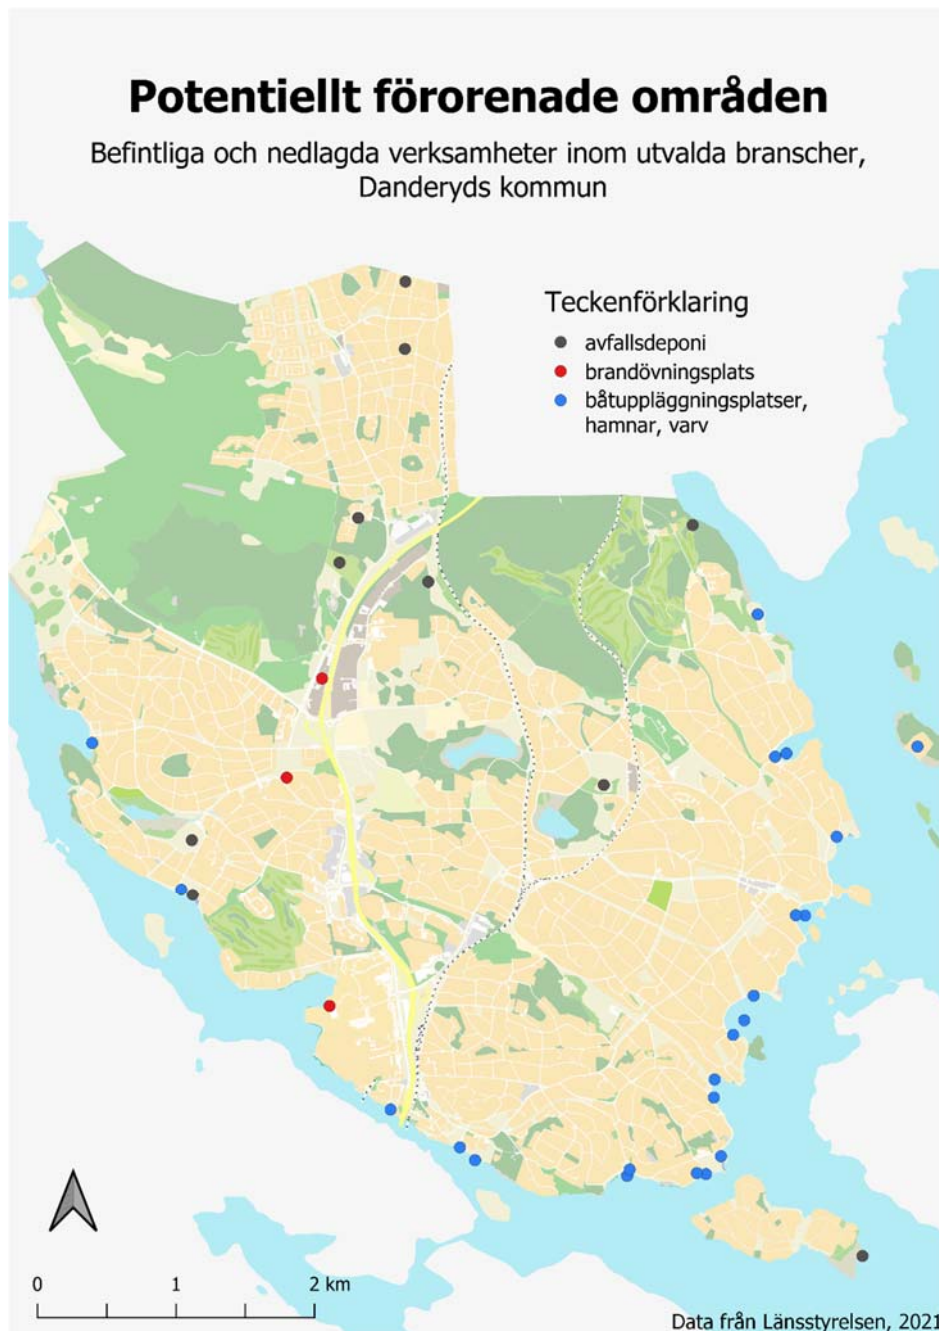 Potentiellt förorenade områden
Befintliga och nedlagda verksamheter inom utvalda branscher,
Danderyds kommun
Teckenförklaring
avfallsdeponi
brandövningsplats
båtuppläggningsplatser,
hamnar, varv
0 1 2 km
Data från Länsstyrelsen, 2021